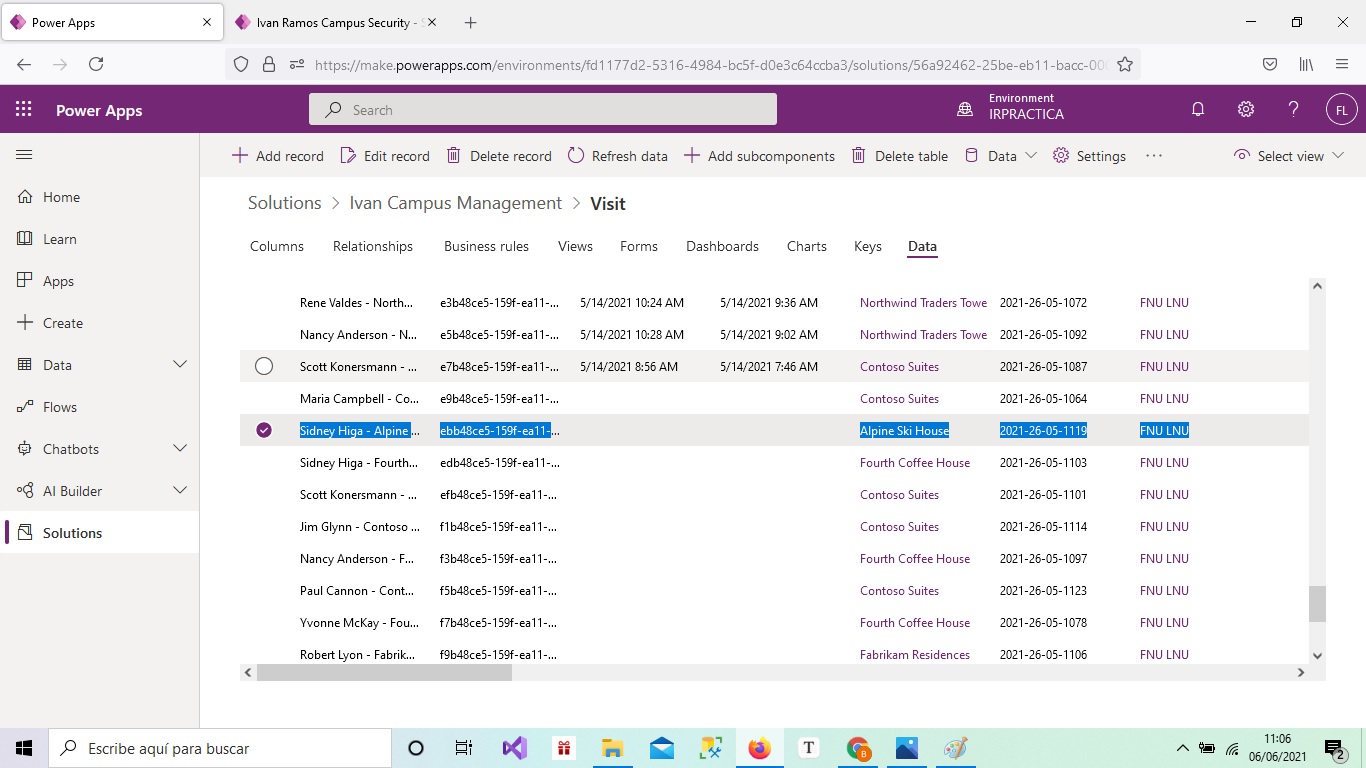 Power Apps
Ivan Ramos Campus Security -
https://make.powerapps.com/environments/fd1177d2-5316-4984-bc5f-d0e3c64ccba3/solutions/56a92462-25be-eb11-bacc-00
Power Apps
Search
Environment
IRPRACTICA
FL
Add record Edit record Delete record Refresh data Add subcomponents Delete table Data Settings ··· Select view
Home
Learn
Apps
Create
Data
Flows
Chatbots
AI Builder
Solutions
Solutions > Ivan Campus Management > Visit
Columns Relationships Business rules Views Forms Dashboards Charts Keys Data
Rene Valdes - North... e3b48ce5-159f-ea11-... 5/14/2021 10:24 AM 5/14/2021 9:36 AM Northwind Traders Towe 2021-26-05-1072 FNU LNU
Nancy Anderson - N... e5b48ce5-159f-ea11-... 5/14/2021 10:28 AM 5/14/2021 9:02 AM Northwind Traders Towe 2021-26-05-1092 FNU LNU
Scott Konersmann - ... e7b48ce5-159f-ea11-... 5/14/2021 8:56 AM 5/14/2021 7:46 AM Contoso Suites 2021-26-05-1087 FNU LNU
Maria Campbell - Co... e9b48ce5-159f-ea11-... Contoso Suites 2021-26-05-1064 FNU LNU
Sidney Higa - Alpine ... ebb48ce5-159f-ea11-... Alpine Ski House 2021-26-05-1119 FNU LNU
Sidney Higa - Fourth... edb48ce5-159f-ea11-... Fourth Coffee House 2021-26-05-1103 FNU LNU
Scott Konersmann - ... efb48ce5-159f-ea11-... Contoso Suites 2021-26-05-1101 FNU LNU
Jim Glynn - Contoso ... f1b48ce5-159f-ea11-... Contoso Suites 2021-26-05-1114 FNU LNU
Nancy Anderson - F... f3b48ce5-159f-ea11-... Fourth Coffee House 2021-26-05-1097 FNU LNU
Paul Cannon - Cont... f5b48ce5-159f-ea11-... Contoso Suites 2021-26-05-1123 FNU LNU
Yvonne McKay - Fou... f7b48ce5-159f-ea11-... Fourth Coffee House 2021-26-05-1078 FNU LNU
Robert Lyon - Fabrik... f9b48ce5-159f-ea11-... Fabrikam Residences 2021-26-05-1106 FNU LNU
Escribe aquí para buscar
T
B
11:06
06/06/2021
2